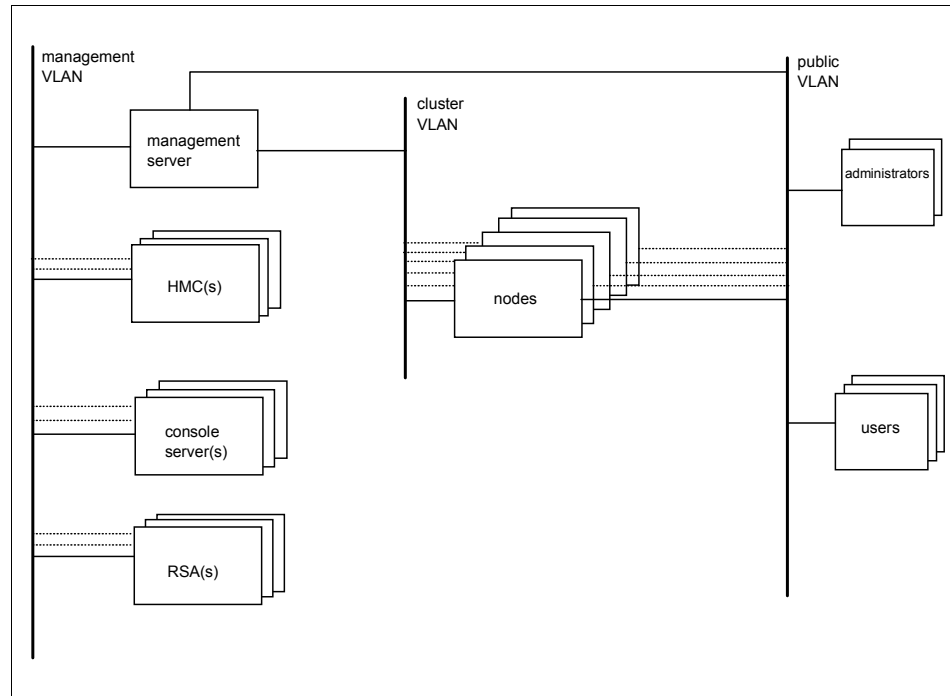 management
VLAN
public
VLAN
cluster
VLAN
management
server
administrators
HMC(s)
nodes
console
server(s)
users
RSA(s)